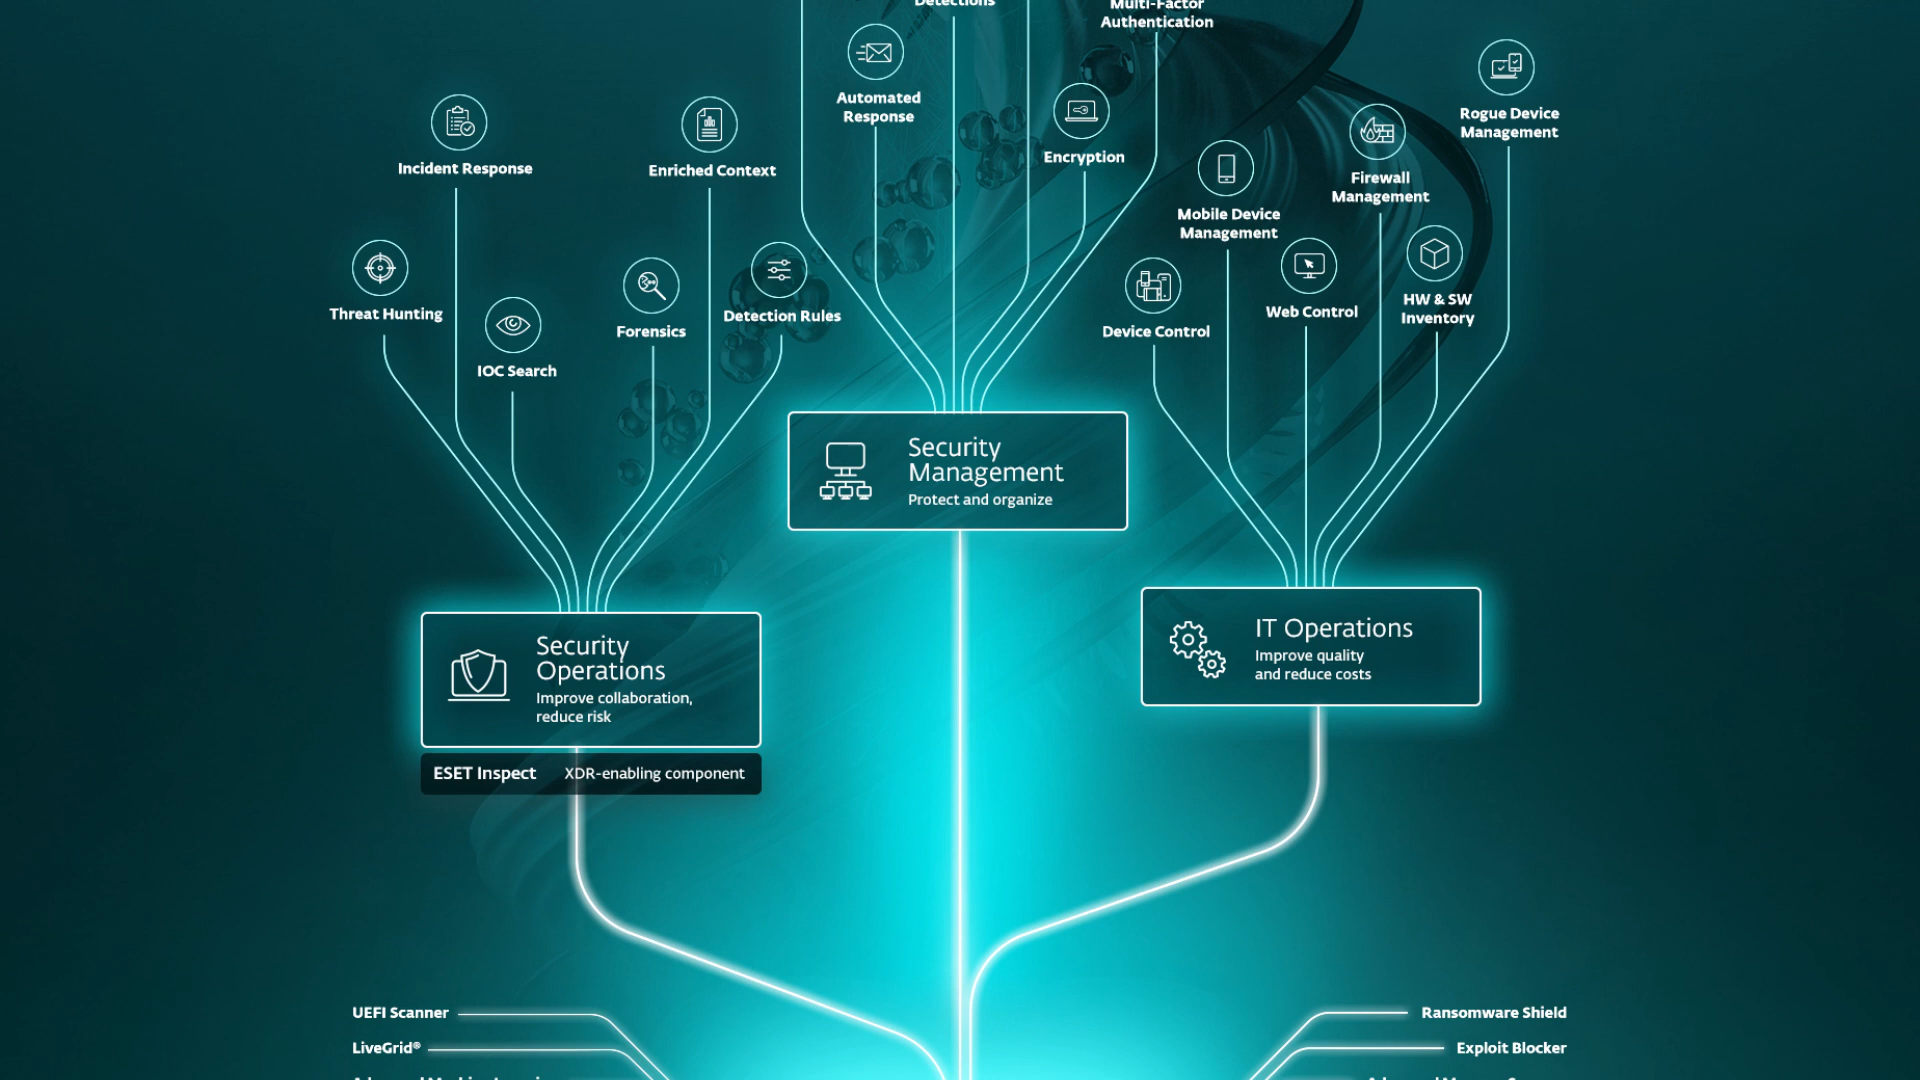 Detections
Multi-Factor
Authentication
Automated
Response
Rogue Device
Management
Incident Response
Enriched Context
Encryption
Firewall
Management
Mobile Device
Management
Threat Hunting
IOC Search
Forensics
Detection Rules
Device Control
Web Control
HW & SW
Inventory
Security
Management
Protect and organize
Security
Operations
Improve collaboration,
reduce risk
ESET Inspect XDR-enabling component
IT Operations
Improve quality
and reduce costs
UEFI Scanner
LiveGrid®
Ransomware Shield
Exploit Blocker